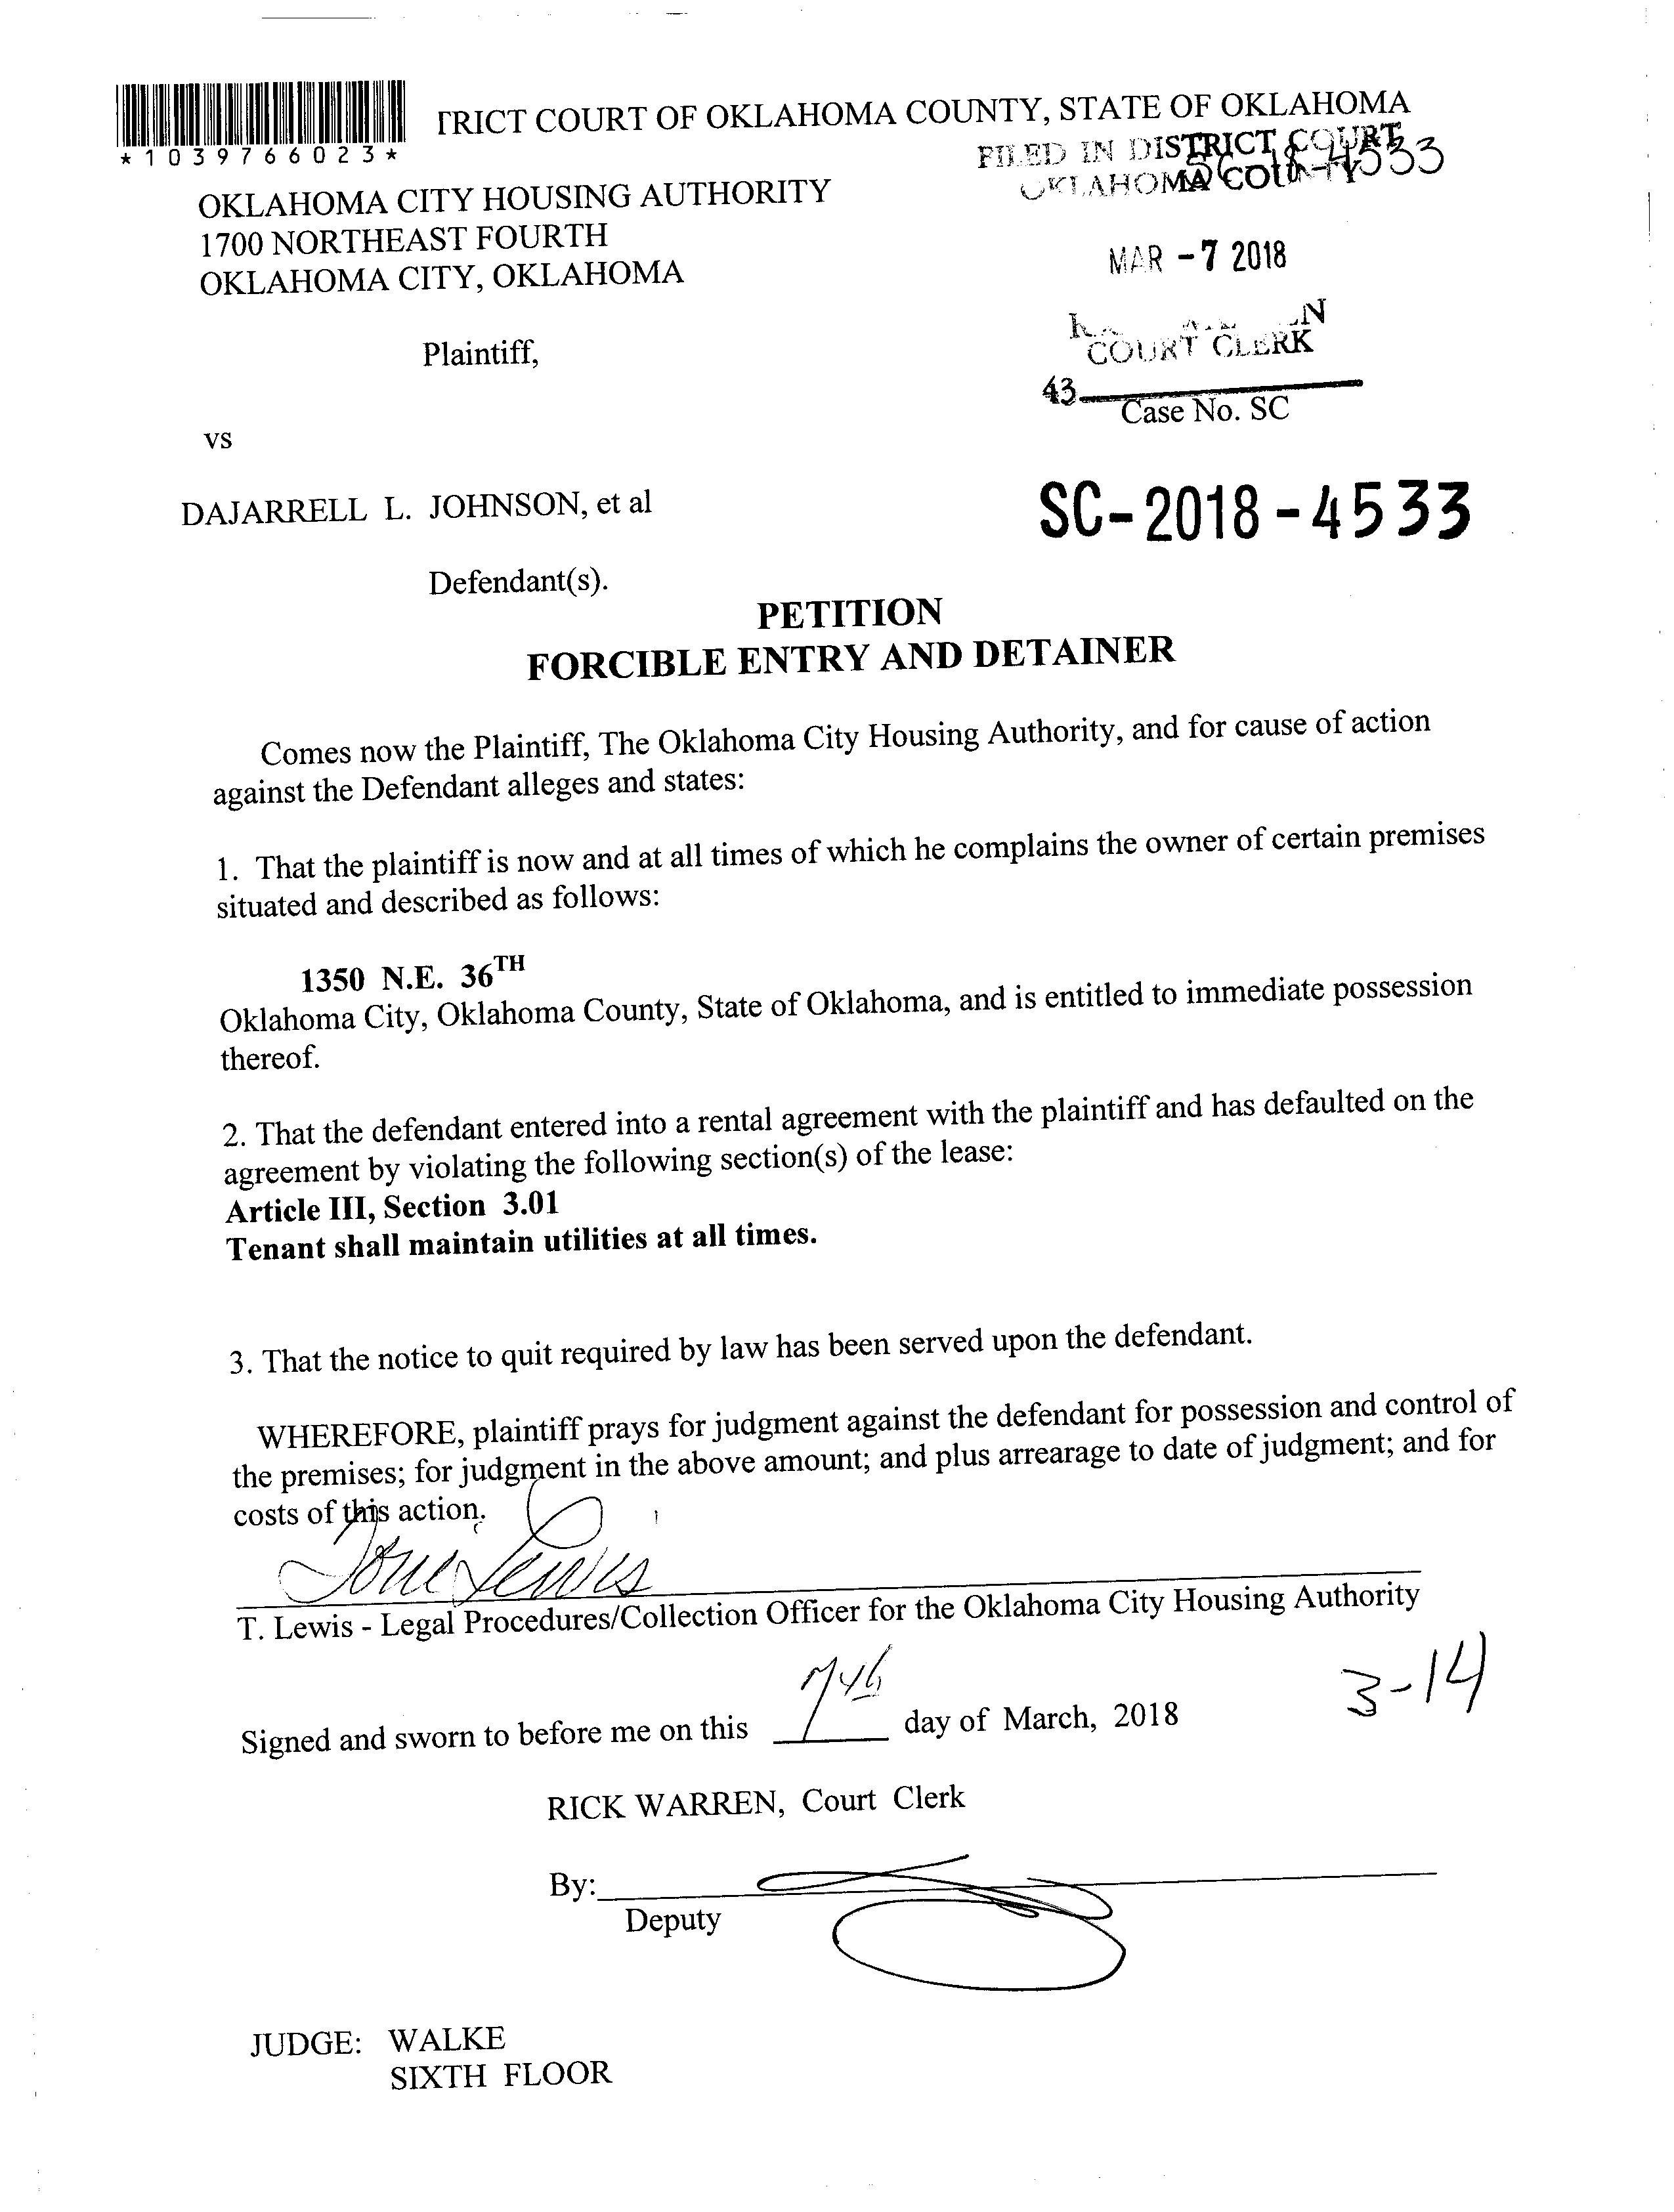 *1039766023*
TRICT COURT OF OKLAHOMA COUNTY, STATE OF OKLAHOMA
FILED IN DISTRICT COURT
OKLAHOMA COUNTY
OKLAHOMA CITY HOUSING AUTHORITY
1700 NORTHEAST FOURTH
OKLAHOMA CITY, OKLAHOMA
MAR -7 2018
Plaintiff,
COURT CLERK
43
Case No. SC
vs
DAJARRELL L. JOHNSON, et al
SC-2018-4533
Defendant(s).
PETITION
FORCIBLE ENTRY AND DETAINER
Comes now the Plaintiff, The Oklahoma City Housing Authority, and for cause of action
against the Defendant alleges and states:
1. That the plaintiff is now and at all times of which he complains the owner of certain premises
situated and described as follows:
1350 N.E. 36TH
Oklahoma City, Oklahoma County, State of Oklahoma, and is entitled to immediate possession
thereof.
2. That the defendant entered into a rental agreement with the plaintiff and has defaulted on the
agreement by violating the following section(s) of the lease:
Article III, Section 3.01
Tenant shall maintain utilities at all times.
3. That the notice to quit required by law has been served upon the defendant.
WHEREFORE, plaintiff prays for judgment against the defendant for possession and control of
the premises; for judgment in the above amount; and plus arrearage to date of judgment; and for
costs of this action.
T. Lewis - Legal Procedures/Collection Officer for the Oklahoma City Housing Authority
3-14
Signed and sworn to before me on this 7th day of March, 2018
RICK WARREN, Court Clerk
By:
Deputy
JUDGE: WALKE
SIXTH FLOOR